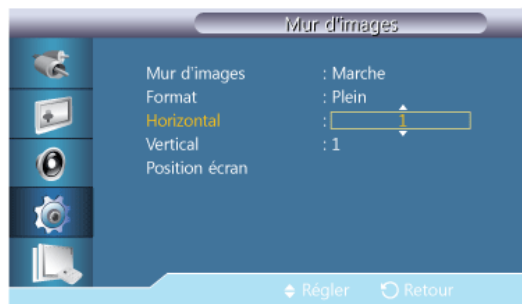 Mur d'images
Mur d'images : Marche
Format : Plein
Horizontal : 1
Vertical : 1
Position écran
Régler Retour